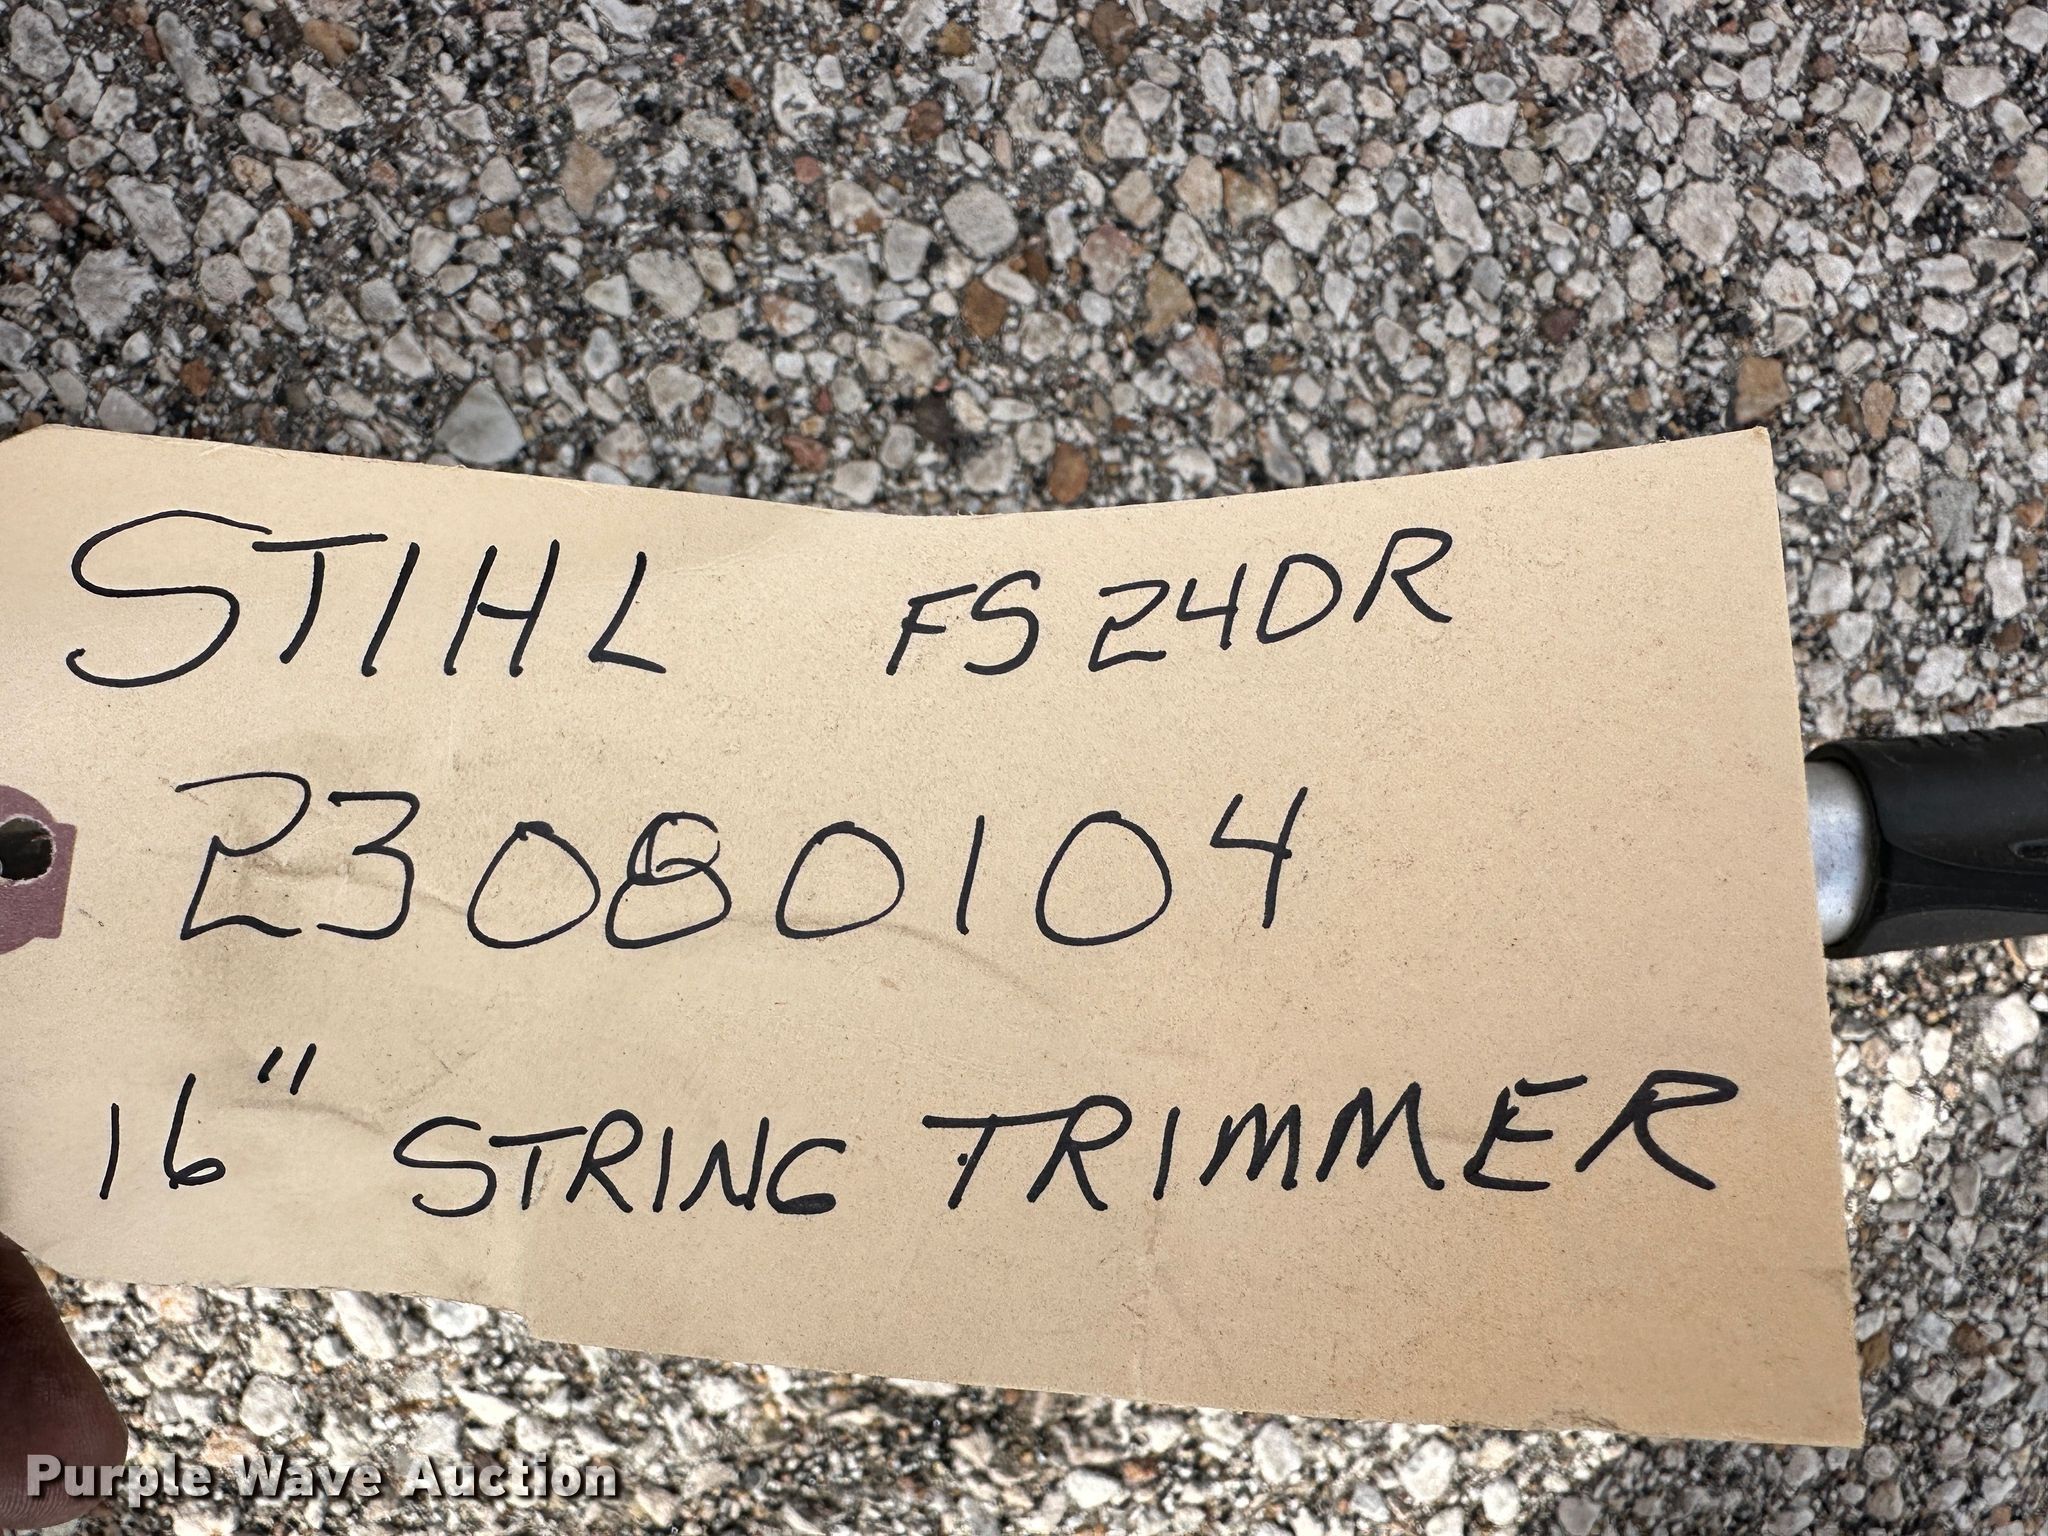 STIHL FS24DR
23080104
16" STRING TRIMMER
Purple Wave Auction